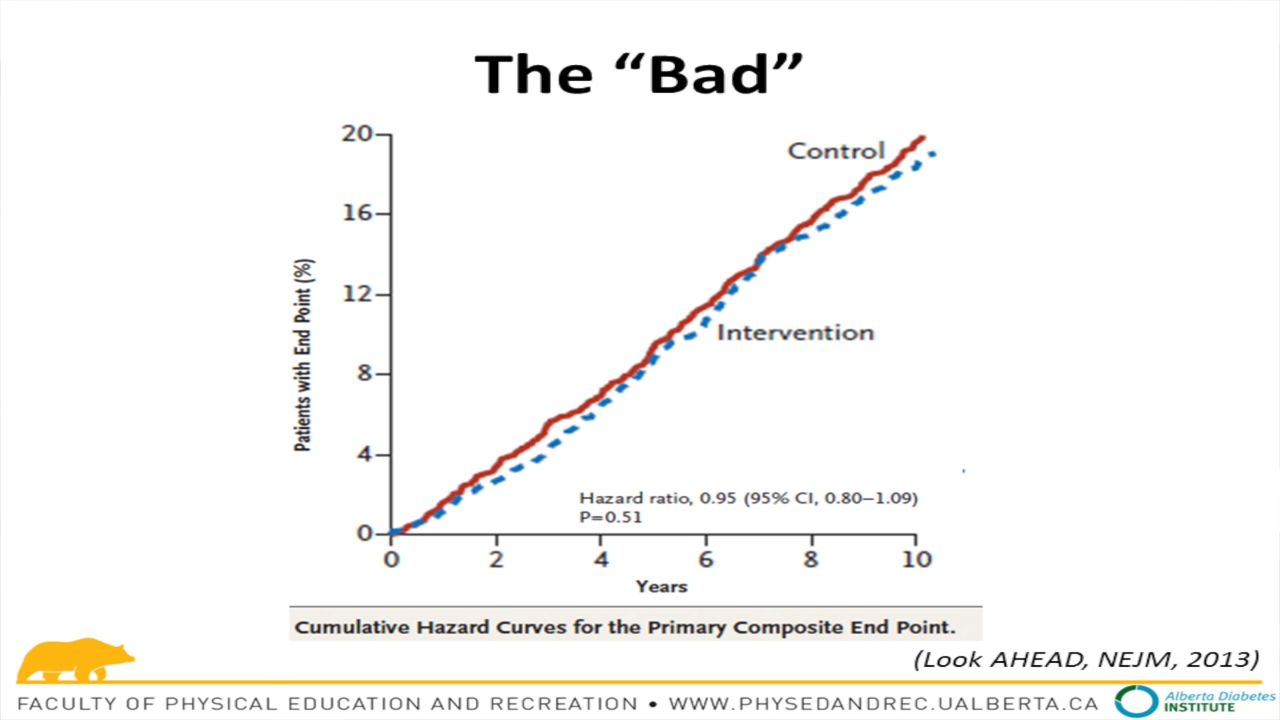 The “Bad”
20
16
12
8
4
0
Patients with End Point (%)
Control
Intervention
Hazard ratio, 0.95 (95% CI, 0.80–1.09)
P=0.51
0 2 4 6 8 10
Years
Cumulative Hazard Curves for the Primary Composite End Point.
(Look AHEAD, NEJM, 2013)
FACULTY OF PHYSICAL EDUCATION AND RECREATION • WWW.PHYSEDANDREC.UALBERTA.CA
Alberta Diabetes
INSTITUTE